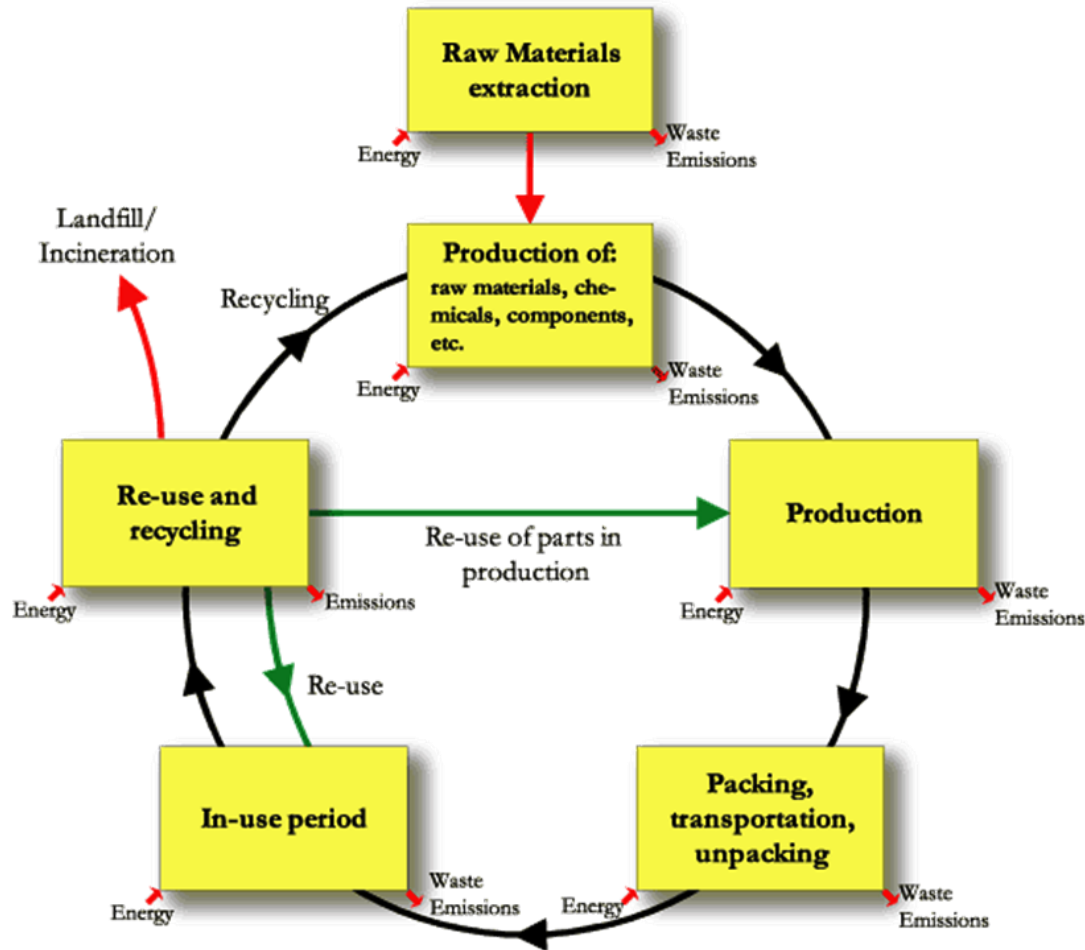 Raw Materials
extraction
Energy
Waste
Emissions
Landfill/
Incineration
Recycling
Production of:
raw materials, che-
micals, components,
etc.
Energy
Waste
Emissions
Re-use and
recycling
Energy
Emissions
Re-use of parts in
production
Production
Energy
Waste
Emissions
Re-use
In-use period
Energy
Waste
Emissions
Packing,
transportation,
unpacking
Energy
Waste
Emissions